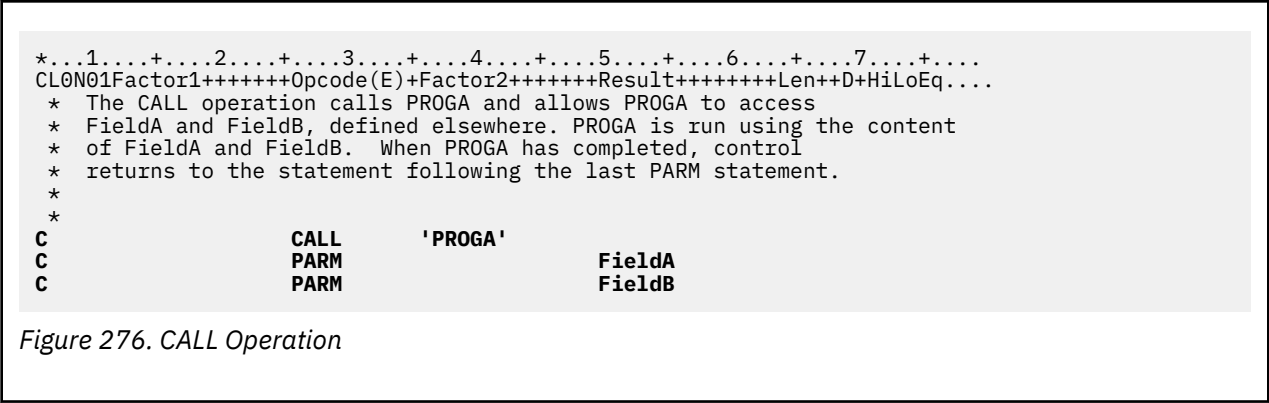 *...1....+....2....+....3....+....4....+....5....+....6....+....7....+....
CL0N01Factor1+++++++Opcode(E)+Factor2+++++++Result++++++++Len++D+HiLoEq....
 *  The CALL operation calls PROGA and allows PROGA to access
 *  FieldA and FieldB, defined elsewhere. PROGA is run using the content
 *  of FieldA and FieldB.  When PROGA has completed, control
 *  returns to the statement following the last PARM statement.
 *
 *
C                   CALL      'PROGA'
C                   PARM                    FieldA
C                   PARM                    FieldB
Figure 276. CALL Operation